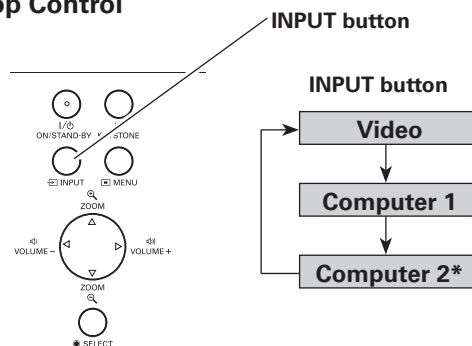 op Control
INPUT button
I/⏻
ON/STAND-BY
STONE
INPUT
MENU
ZOOM
VOLUME–
VOLUME+
ZOOM
SELECT
INPUT button
Video
Computer 1
Computer 2*